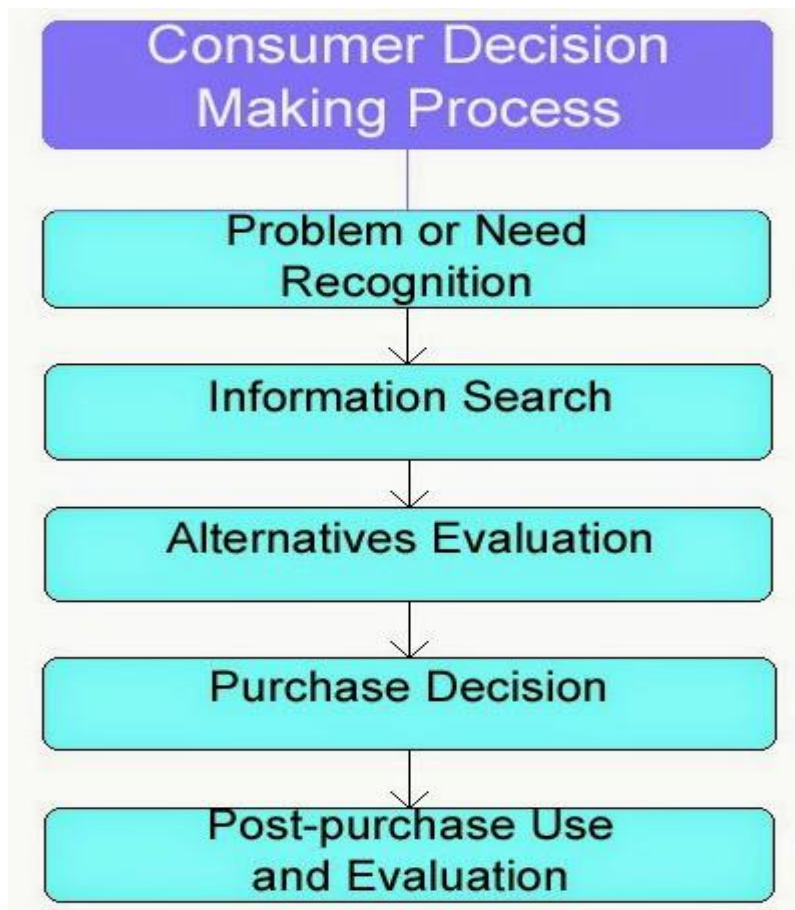 Consumer Decision
Making Process
Problem or Need
Recognition
Information Search
Alternatives Evaluation
Purchase Decision
Post-purchase Use
and Evaluation